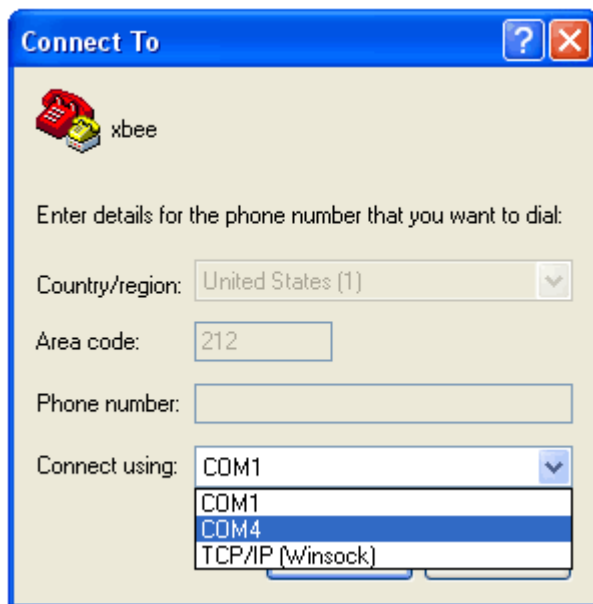 Connect To
xbee
Enter details for the phone number that you want to dial:
Country/region: United States (1)
Area code: 212
Phone number:
Connect using: COM1
COM1
COM4
TCP/IP (Winsock)